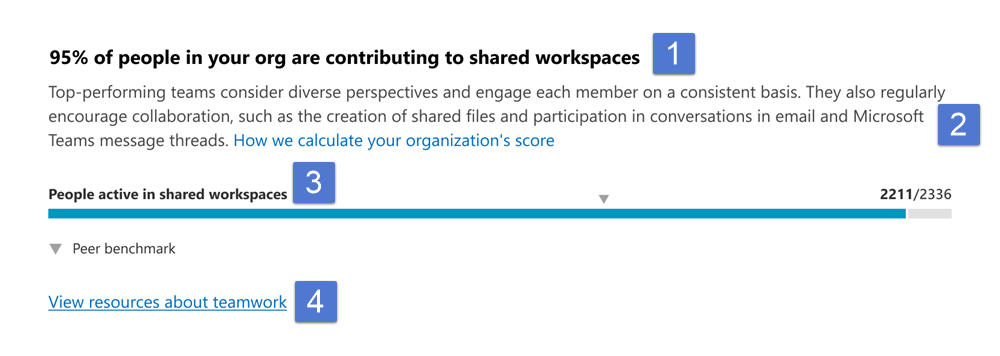 95% of people in your org are contributing to shared workspaces 1
Top-performing teams consider diverse perspectives and engage each member on a consistent basis. They also regularly
encourage collaboration, such as the creation of shared files and participation in conversations in email and Microsoft 2
Teams message threads. How we calculate your organization's score
People active in shared workspaces 3 2211/2336
Peer benchmark
View resources about teamwork 4